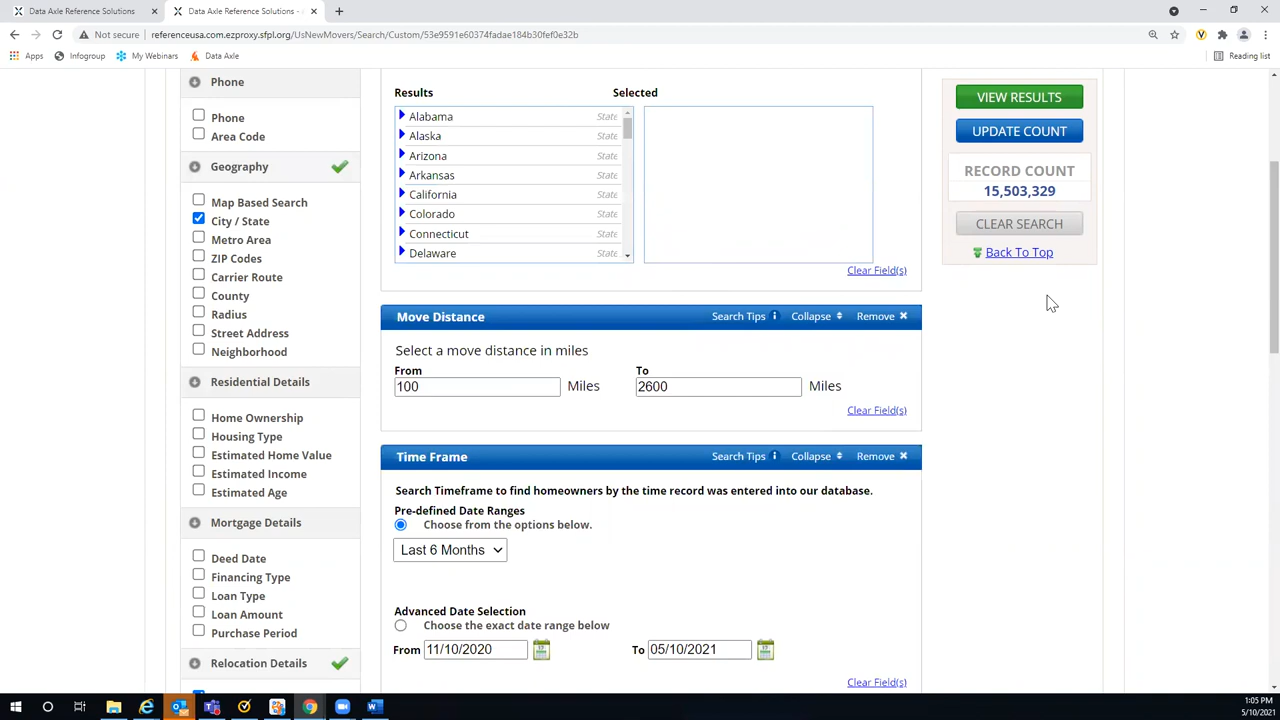 Data Axle Reference Solutions
Data Axle Reference Solutions
Not secure
referenceusa.com.ezproxy.sfpl.org/UsNewMovers/Search/Custom/53e9591e60374fadae184b30fef0e32b
Apps
Infogroup
My Webinars
Data Axle
Reading list
Phone
Phone
Area Code
Geography
Map Based Search
City / State
Metro Area
ZIP Codes
Carrier Route
County
Radius
Street Address
Neighborhood
Residential Details
Home Ownership
Housing Type
Estimated Home Value
Estimated Income
Estimated Age
Mortgage Details
Deed Date
Financing Type
Loan Type
Loan Amount
Purchase Period
Relocation Details
Results Selected
Alabama State
Alaska State
Arizona State
Arkansas State
California State
Colorado State
Connecticut State
Delaware State
Clear Field(s)
Move Distance Search Tips Collapse Remove
Select a move distance in miles
From To
100 Miles 2600 Miles
Clear Field(s)
Time Frame Search Tips Collapse Remove
Search Timeframe to find homeowners by the time record was entered into our database.
Pre-defined Date Ranges
Choose from the options below.
Last 6 Months
Advanced Date Selection
Choose the exact date range below
From 11/10/2020 To 05/10/2021
Clear Field(s)
VIEW RESULTS
UPDATE COUNT
RECORD COUNT
15,503,329
CLEAR SEARCH
Back To Top
1:05 PM
5/10/2021